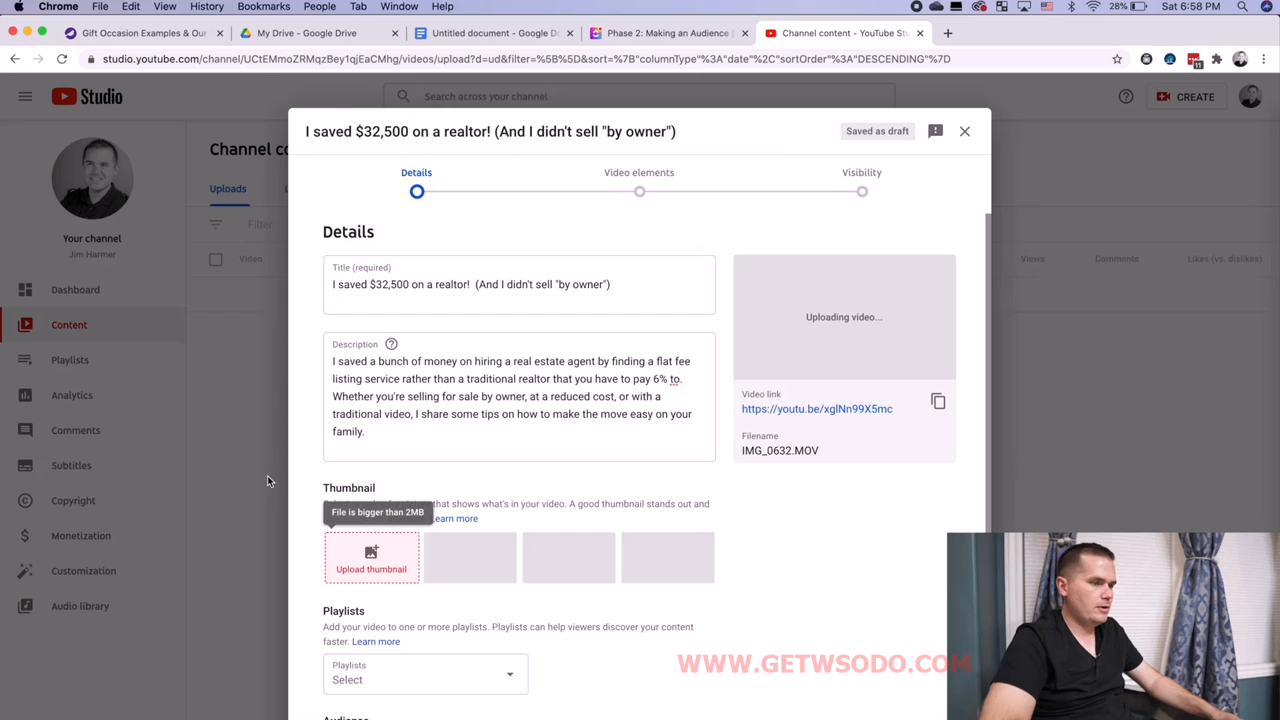 Chrome File Edit View History Bookmarks People Tab Window Help 28% Sat 6:58 PM
Gift Occasion Examples & Our My Drive - Google Drive Untitled document - Google Do Phase 2: Making an Audience Channel content - YouTube Stu
studio.youtube.com/channel/UCtEMmoZRMqzBey1qjEaCMhg/videos/upload?d=ud&filter=%5B%5D&sort=%7B"columnType"%3A"date"%2C"sortOrder"%3A"DESCENDING"%7D
11
Studio
Search across your channel
CREATE
Channel co
Uploads
Filter
Video
Views Comments Likes (vs. dislikes)
Your channel
Jim Harmer
Dashboard
Content
Playlists
Analytics
Comments
Subtitles
Copyright
Monetization
Customization
Audio library
I saved $32,500 on a realtor! (And I didn't sell "by owner")
Saved as draft
Details Video elements Visibility
Details
Title (required)
I saved $32,500 on a realtor!  (And I didn't sell "by owner")
Description
I saved a bunch of money on hiring a real estate agent by finding a flat fee
listing service rather than a traditional realtor that you have to pay 6% to.
Whether you're selling for sale by owner, at a reduced cost, or with a
traditional video, I share some tips on how to make the move easy on your
family.
Uploading video...
Video link
https://youtu.be/xglNn99X5mc
Filename
IMG_0632.MOV
Thumbnail
that shows what's in your video. A good thumbnail stands out and
File is bigger than 2MB
Learn more
Upload thumbnail
Playlists
Add your video to one or more playlists. Playlists can help viewers discover your content
faster. Learn more
Playlists
Select
Audience
WWW.GETWSODO.COM